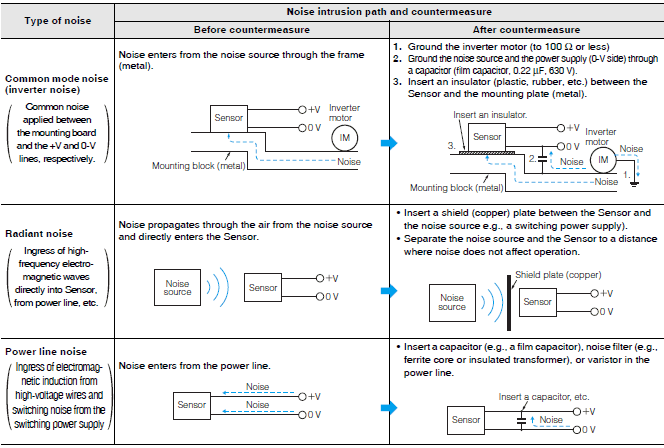 Type of noise
Noise intrusion path and countermeasure
Before countermeasure
After countermeasure
Common mode noise
(inverter noise)
Common noise
applied between
the mounting board
and the +V and 0-V
lines, respectively.
Noise enters from the noise source through the frame
(metal).
Sensor
+V
0 V
Inverter
motor
IM
Noise
Mounting block (metal)
1. Ground the inverter motor (to 100 Ω or less)
2. Ground the noise source and the power supply (0-V side) through
a capacitor (film capacitor, 0.22 µF, 630 V).
3. Insert an insulator (plastic, rubber, etc.) between the
Sensor and the mounting plate (metal).
Insert an insulator.
Sensor
+V
0 V
Inverter
motor
Noise
3.
2.
Noise
IM
1.
Noise
Mounting block (metal)
Radiant noise
Ingress of high-
frequency electro-
magnetic waves
directly into Sensor,
from power line, etc.
Noise propagates through the air from the noise source
and directly enters the Sensor.
Noise
source
Sensor
+V
0 V
• Insert a shield (copper) plate between the Sensor and
the noise source e.g., a switching power supply).
• Separate the noise source and the Sensor to a distance
where noise does not affect operation.
Shield plate (copper)
Noise
source
Sensor
+V
0 V
Power line noise
Ingress of electromag-
netic induction from
high-voltage wires and
switching noise from the
switching power supply
Noise enters from the power line.
Noise
Sensor
+V
Noise
0 V
• Insert a capacitor (e.g., a film capacitor), noise filter (e.g.,
ferrite core or insulated transformer), or varistor in the
power line.
Insert a capacitor, etc.
Sensor
+V
Noise
0 V